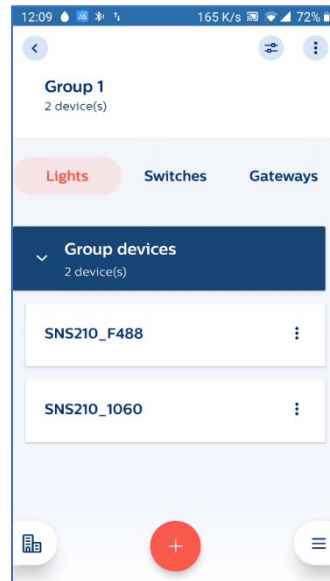 12:09 165 K/s 72%
Group 1
2 device(s)
Lights Switches Gateways
Group devices
2 device(s)
SNS210_F488
SNS210_1060